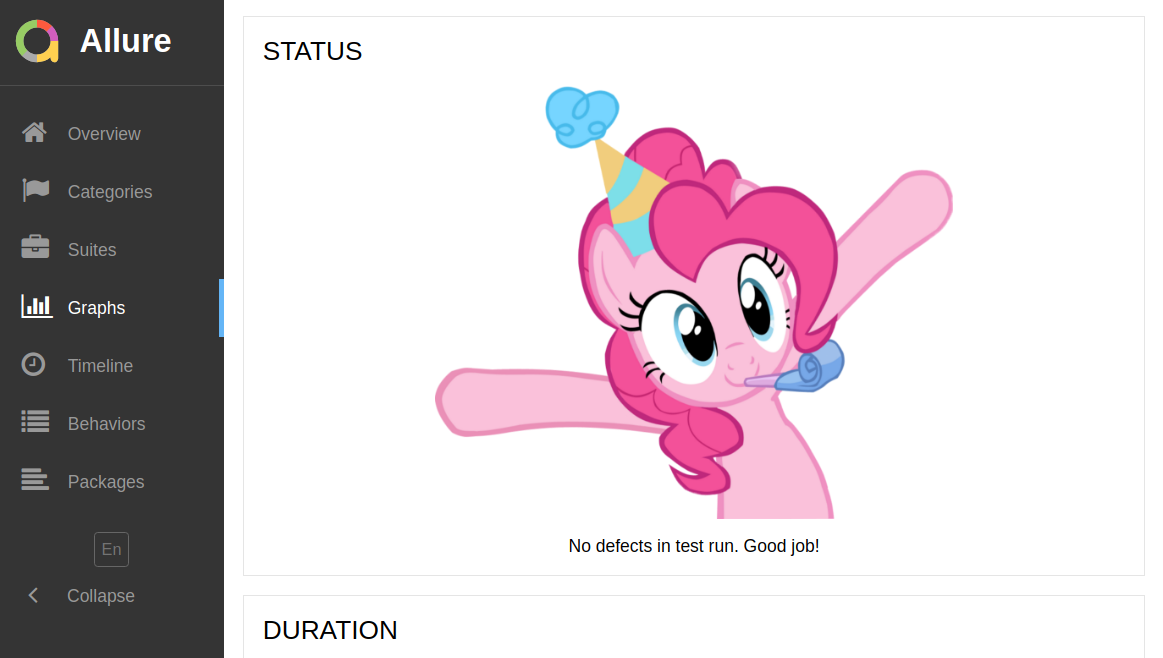 Allure
Overview
Categories
Suites
Graphs
Timeline
Behaviors
Packages
En
Collapse
STATUS
No defects in test run. Good job!
DURATION